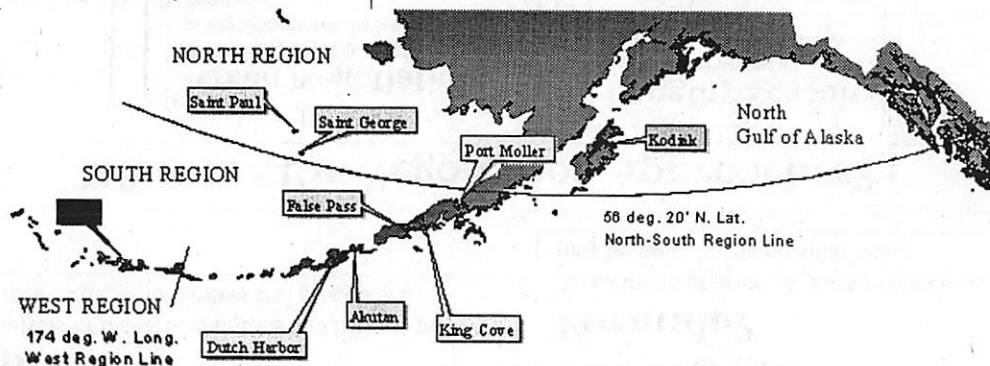 NORTH REGION
Saint Paul
Saint George
North
Gulf of Alaska
Kodiak
Port Moller
SOUTH REGION
False Pass
56 deg. 20' N. Lat.
North-South Region Line
WEST REGION
174 deg. W. Long.
West Region Line
Akutan
King Cove
Dutch Harbor